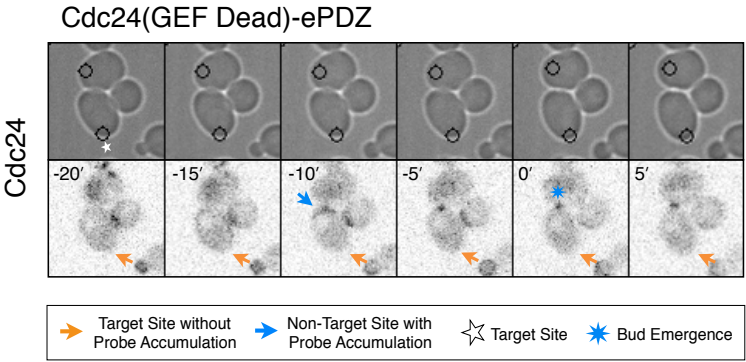 Cdc24(GEF Dead)-ePDZ
Cdc24
-20' -15' -10' -5' 0' 5'
Target Site without
Probe Accumulation
Non-Target Site with
Probe Accumulation
Target Site
Bud Emergence